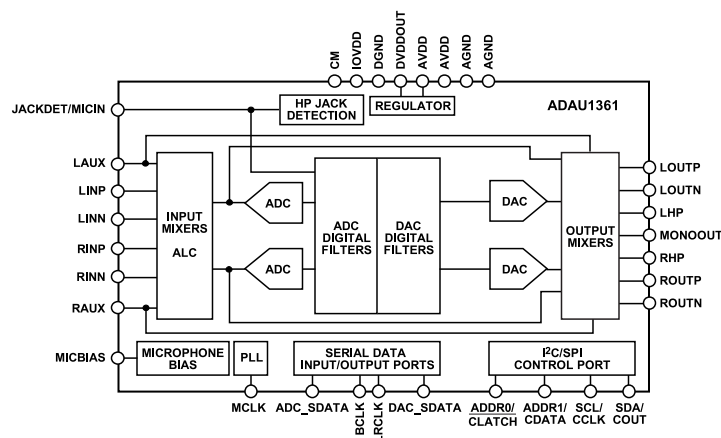 CM
IOVDD
DGND
DVDDOUT
AVDD
AVDD
AGND
AGND
JACKDET/MICIN
HP JACK
DETECTION
REGULATOR
ADAU1361
LAUX
LINP
LINN
RINP
RINN
RAUX
INPUT
MIXERS
ALC
ADC
ADC
ADC
DIGITAL
FILTERS
DAC
DIGITAL
FILTERS
DAC
DAC
OUTPUT
MIXERS
LOUTP
LOUTN
LHP
MONOOUT
RHP
ROUTP
ROUTN
MICBIAS
MICROPHONE
BIAS
PLL
SERIAL DATA
INPUT/OUTPUT PORTS
I²C/SPI
CONTROL PORT
MCLK
ADC_SDATA
BCLK
LRCLK
DAC_SDATA
ADDR0/
CLATCH
ADDR1/
CDATA
SCL/
CCLK
SDA/
COUT